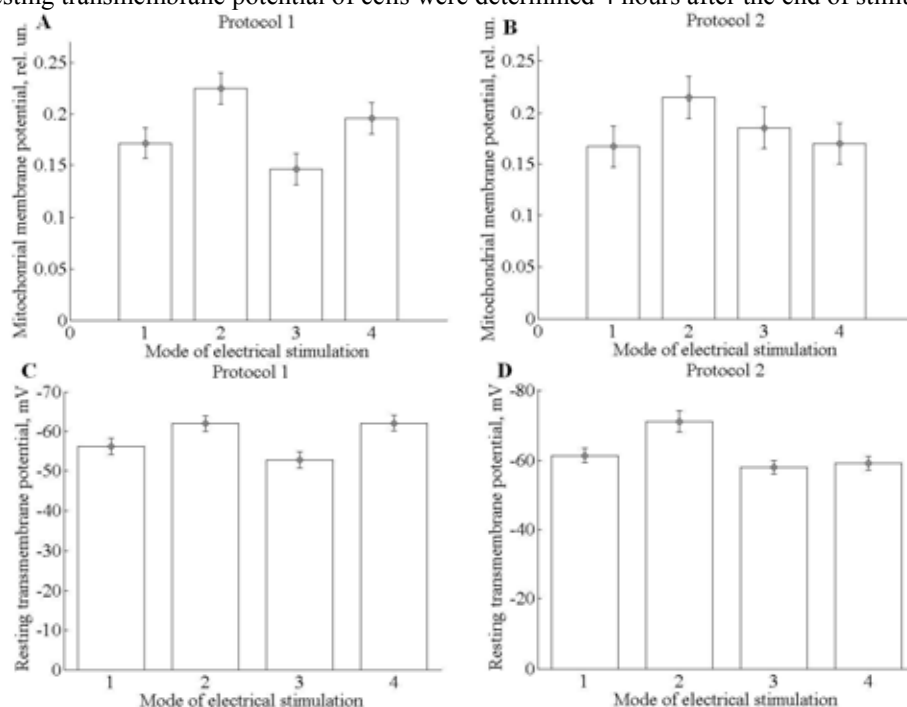 resting transmembrane potential of cells were determined 4 hours after the end of stimu
A
Protocol 1
Mitochonrial membrane potential, rel. un.
0.25
0.2
0.15
0.1
0.05
0
0
1
2
3
4
Mode of electrical stimulation
B
Protocol 2
Mitochondrial membrane potential, rel. un.
0.25
0.2
0.15
0.1
0.05
0
0
1
2
3
4
Mode of electrical stimulation
C
Protocol 1
Resting transmembrane potential, mV
-70
-60
-50
-40
-30
-20
-10
0
1
2
3
4
Mode of electrical stimulation
D
Protocol 2
Resting transmembrane potential, mV
-80
-60
-40
-20
0
1
2
3
4
Mode of electrical stimulation